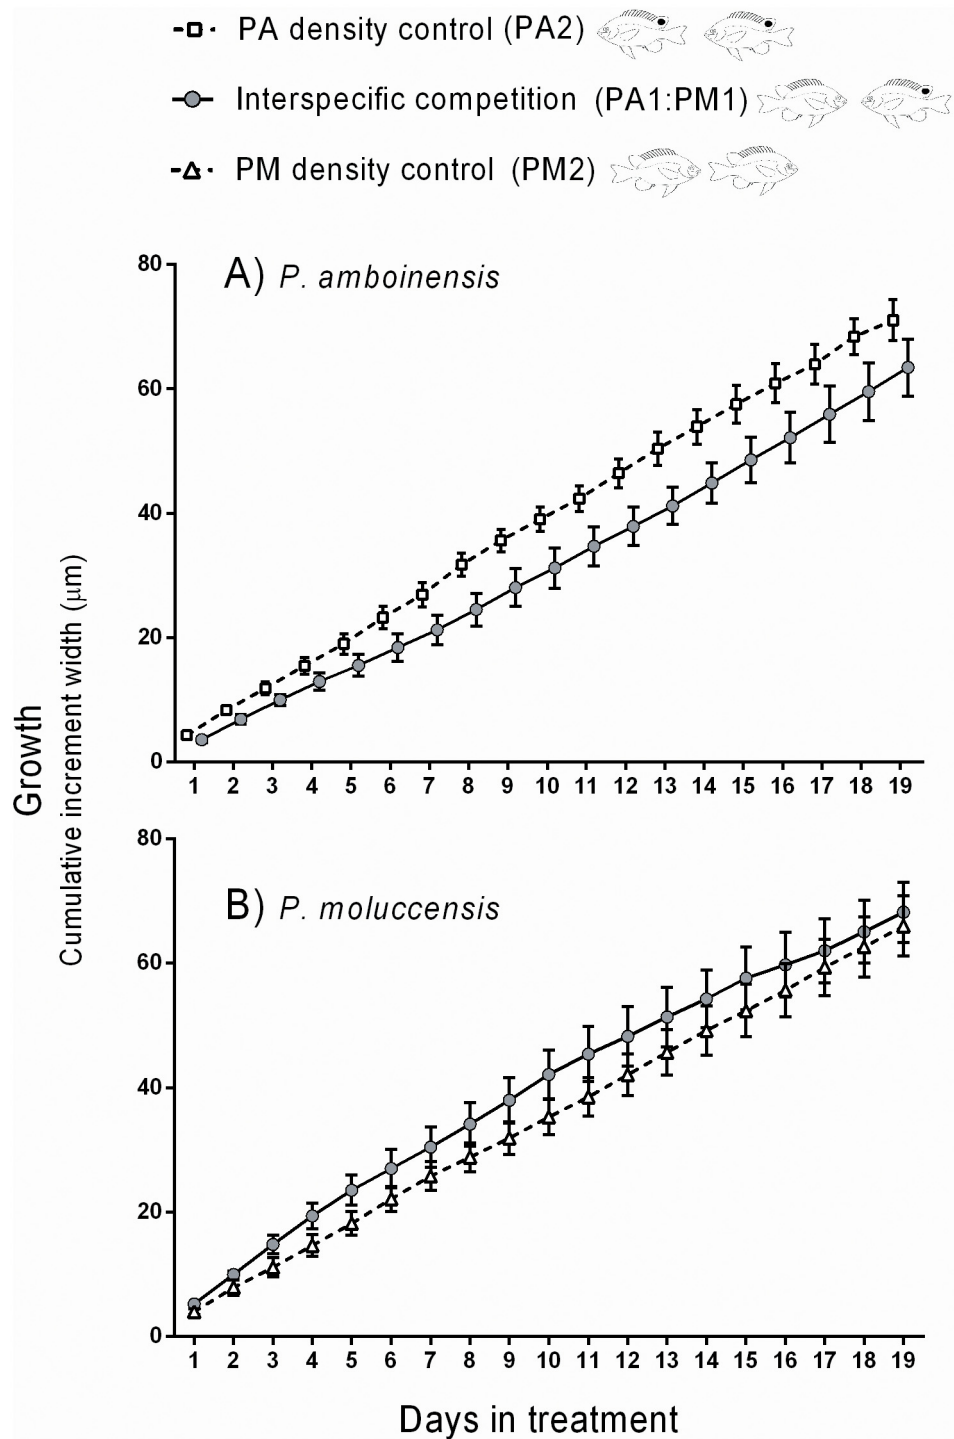 PA density control (PA2)
Interspecific competition (PA1:PM1)
PM density control (PM2)
A) P. amboinensis
80
60
40
20
0
1 2 3 4 5 6 7 8 9 10 11 12 13 14 15 16 17 18 19
Growth
Cumulative increment width (μm)
B) P. moluccensis
80
60
40
20
0
1 2 3 4 5 6 7 8 9 10 11 12 13 14 15 16 17 18 19
Days in treatment